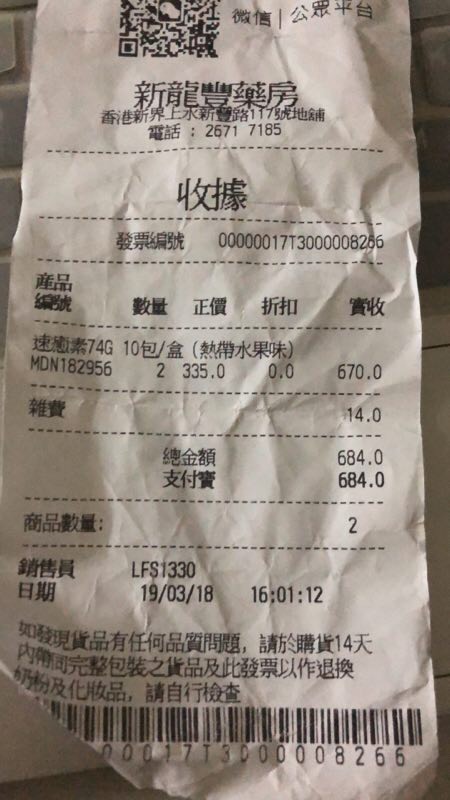 微信 | 公眾平台
新龍豐藥房
香港新界上水新豐路117號地舖
電話 : 2671 7185
收據
發票編號 00000017T3000008266
產品
編號 數量 正價 折扣 實收
速癒素74G 10包/盒 (熱帶水果味)
MDN182956 2 335.0 0.0 670.0
雜費 14.0
總金額 684.0
支付寶 684.0
商品數量: 2
銷售員 LFS1330
日期 19/03/18 16:01:12
如發現貨品有任何品質問題, 請於購貨14天
內帶同完整包裝之貨品及此發票以作退換
奶粉及化妝品, 請自行檢查
00017T3000008266